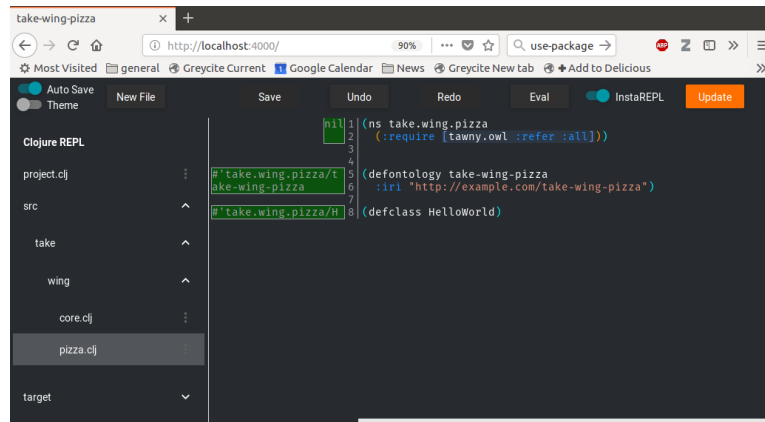 take-wing-pizza × +
http://localhost:4000/ 90% use-package → ABP Z
Most Visited general Greycite Current Google Calendar News Greycite New tab Add to Delicious
Auto Save
Theme
New File Save Undo Redo Eval InstaREPL Update
Clojure REPL
project.clj
src
take
wing
core.clj
pizza.clj
target
nil 1 (ns take.wing.pizza
2 (:require [tawny.owl :refer :all]))
3
4
#'take.wing.pizza/t 5 (defontology take-wing-pizza
ake-wing-pizza 6 :iri "http://example.com/take-wing-pizza")
7
#'take.wing.pizza/H 8 (defclass HelloWorld)